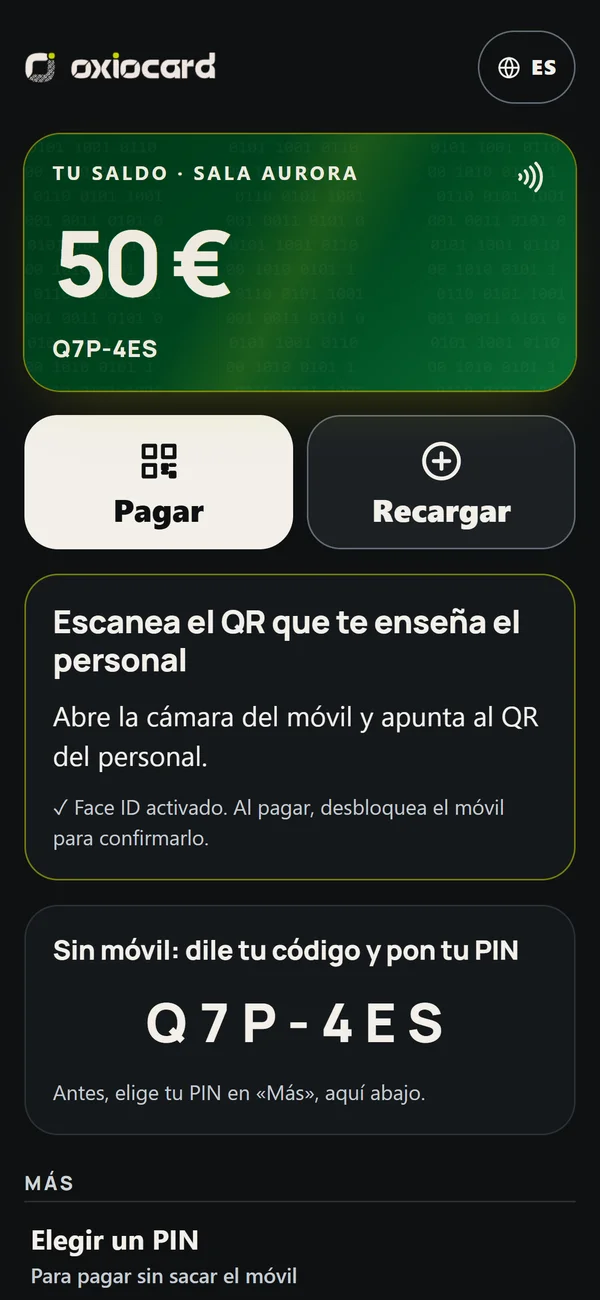 oxiocard
ES
TU SALDO · SALA AURORA
50 €
Q7P-4ES
Pagar
Recargar
Escanea el QR que te enseña el
personal
Abre la cámara del móvil y apunta al QR
del personal.
✓ Face ID activado. Al pagar, desbloquea el móvil
para confirmarlo.
Sin móvil: dile tu código y pon tu PIN
Q7P-4ES
Antes, elige tu PIN en «Más», aquí abajo.
MÁS
Elegir un PIN
Para pagar sin sacar el móvil